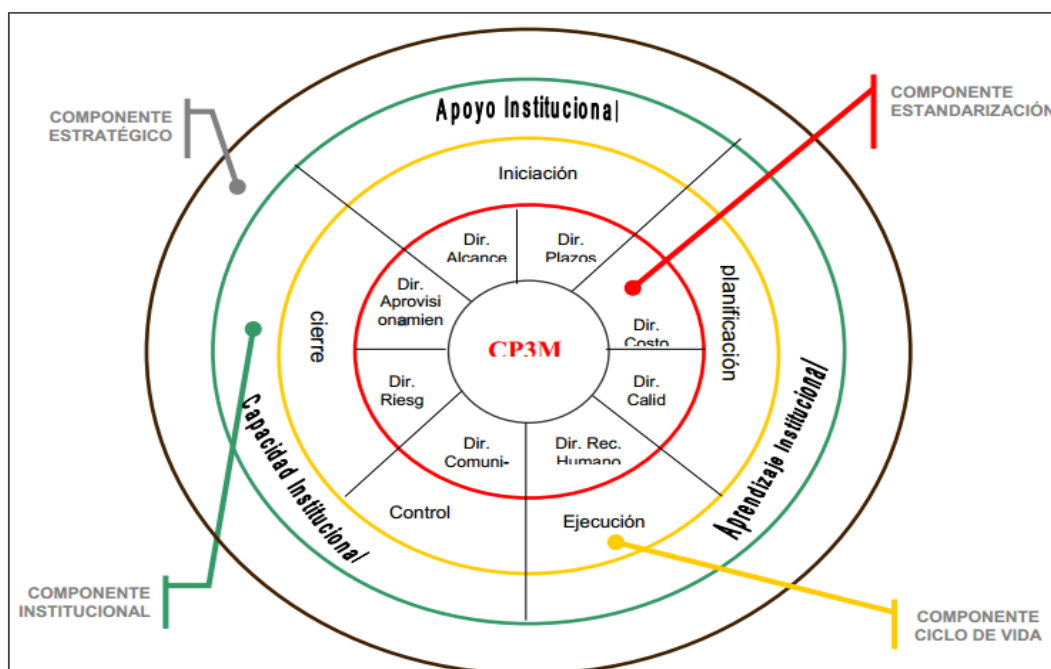 COMPONENTE
ESTRATÉGICO
COMPONENTE
ESTANDARIZACIÓN
Apoyo Institucional
Iniciación
Dir.
Alcance
Dir.
Plazos
Dir.
Aprovisi
onamien
cierre
planificación
Dir.
Costo
CP3M
Dir.
Riesg
Dir.
Calid
Dir.
Comuni-
Dir. Rec.
Humano
Control
Ejecución
Capacidad Institucional
Aprendizaje Institucional
COMPONENTE
INSTITUCIONAL
COMPONENTE
CICLO DE VIDA